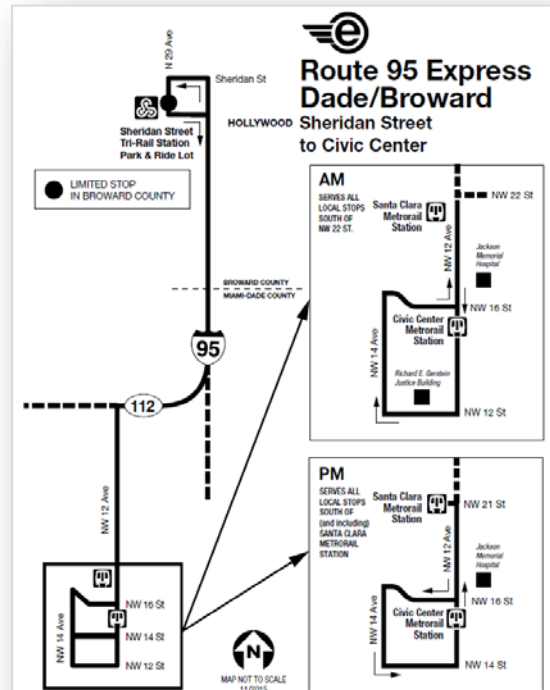 e
Route 95 Express
Dade/Broward
Sheridan Street
to Civic Center
N 29 Ave
Sheridan St
HOLLYWOOD
Sheridan Street
Tri-Rail Station
Park & Ride Lot
LIMITED STOP
IN BROWARD COUNTY
BROWARD COUNTY
MIAMI-DADE COUNTY
95
112
NW 12 Ave
NW 16 St
NW 14 St
NW 12 St
NW 14 Ave
N
MAP NOT TO SCALE
11/2015
AM
SERVES ALL
LOCAL STOPS
SOUTH OF
NW 22 ST.
Santa Clara
Metrorail
Station
NW 22 St
NW 12 Ave
Jackson
Memorial
Hospital
NW 16 St
Civic Center
Metrorail
Station
NW 14 Ave
Richard E. Gerstein
Justice Building
NW 12 St
PM
SERVES ALL
LOCAL STOPS
SOUTH OF
(and including)
SANTA CLARA
METRORAIL
STATION
Santa Clara
Metrorail
Station
NW 21 St
NW 12 Ave
Jackson
Memorial
Hospital
NW 16 St
Civic Center
Metrorail
Station
NW 14 Ave
NW 14 St